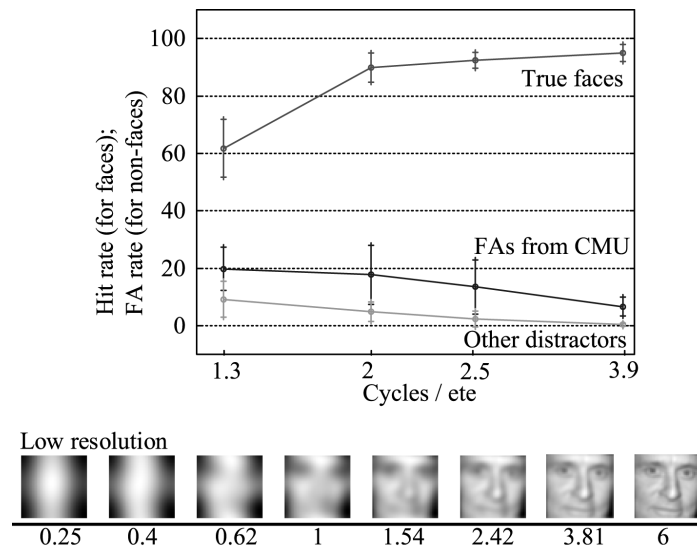 100
80
60
40
20
0
Hit rate (for faces);
FA rate (for non-faces)
True faces
FAs from CMU
Other distractors
1.3 2 2.5 3.9
Cycles / ete
Low resolution
0.25 0.4 0.62 1 1.54 2.42 3.81 6